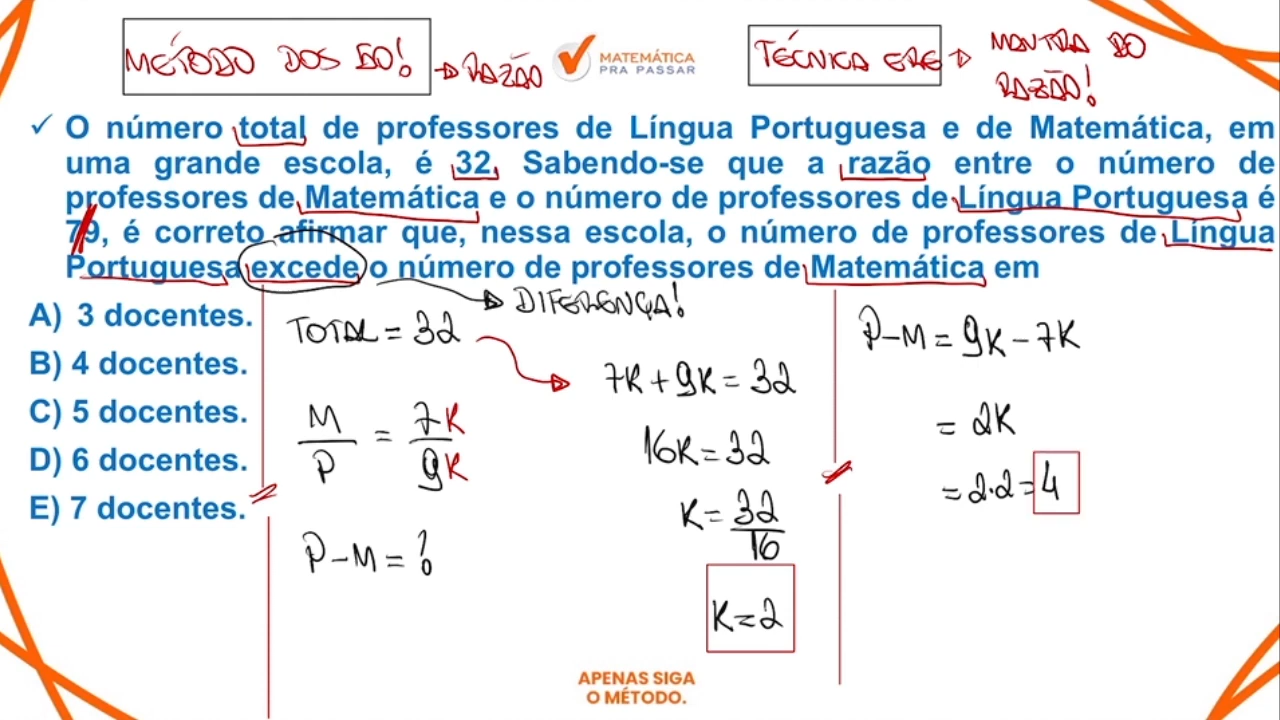 MÉTODO DOS 50! → RAZÃO
MATEMÁTICA
PRA PASSAR
TÉCNICA ERE → MONTRA DO
RAZÃO!
✓ O número total de professores de Língua Portuguesa e de Matemática, em
uma grande escola, é 32. Sabendo-se que a razão entre o número de
professores de Matemática e o número de professores de Língua Portuguesa é
7/9, é correto afirmar que, nessa escola, o número de professores de Língua
Portuguesa excede o número de professores de Matemática em
→ DIFERENÇA!
A) 3 docentes.
B) 4 docentes.
C) 5 docentes.
D) 6 docentes.
E) 7 docentes.
TOTAL = 32
M/P = 7K/9K
P-M = ?
7K + 9K = 32
16K = 32
K = 32/16
K = 2
P-M = 9K - 7K
= 2K
= 2·2 = 4
APENAS SIGA
O MÉTODO.